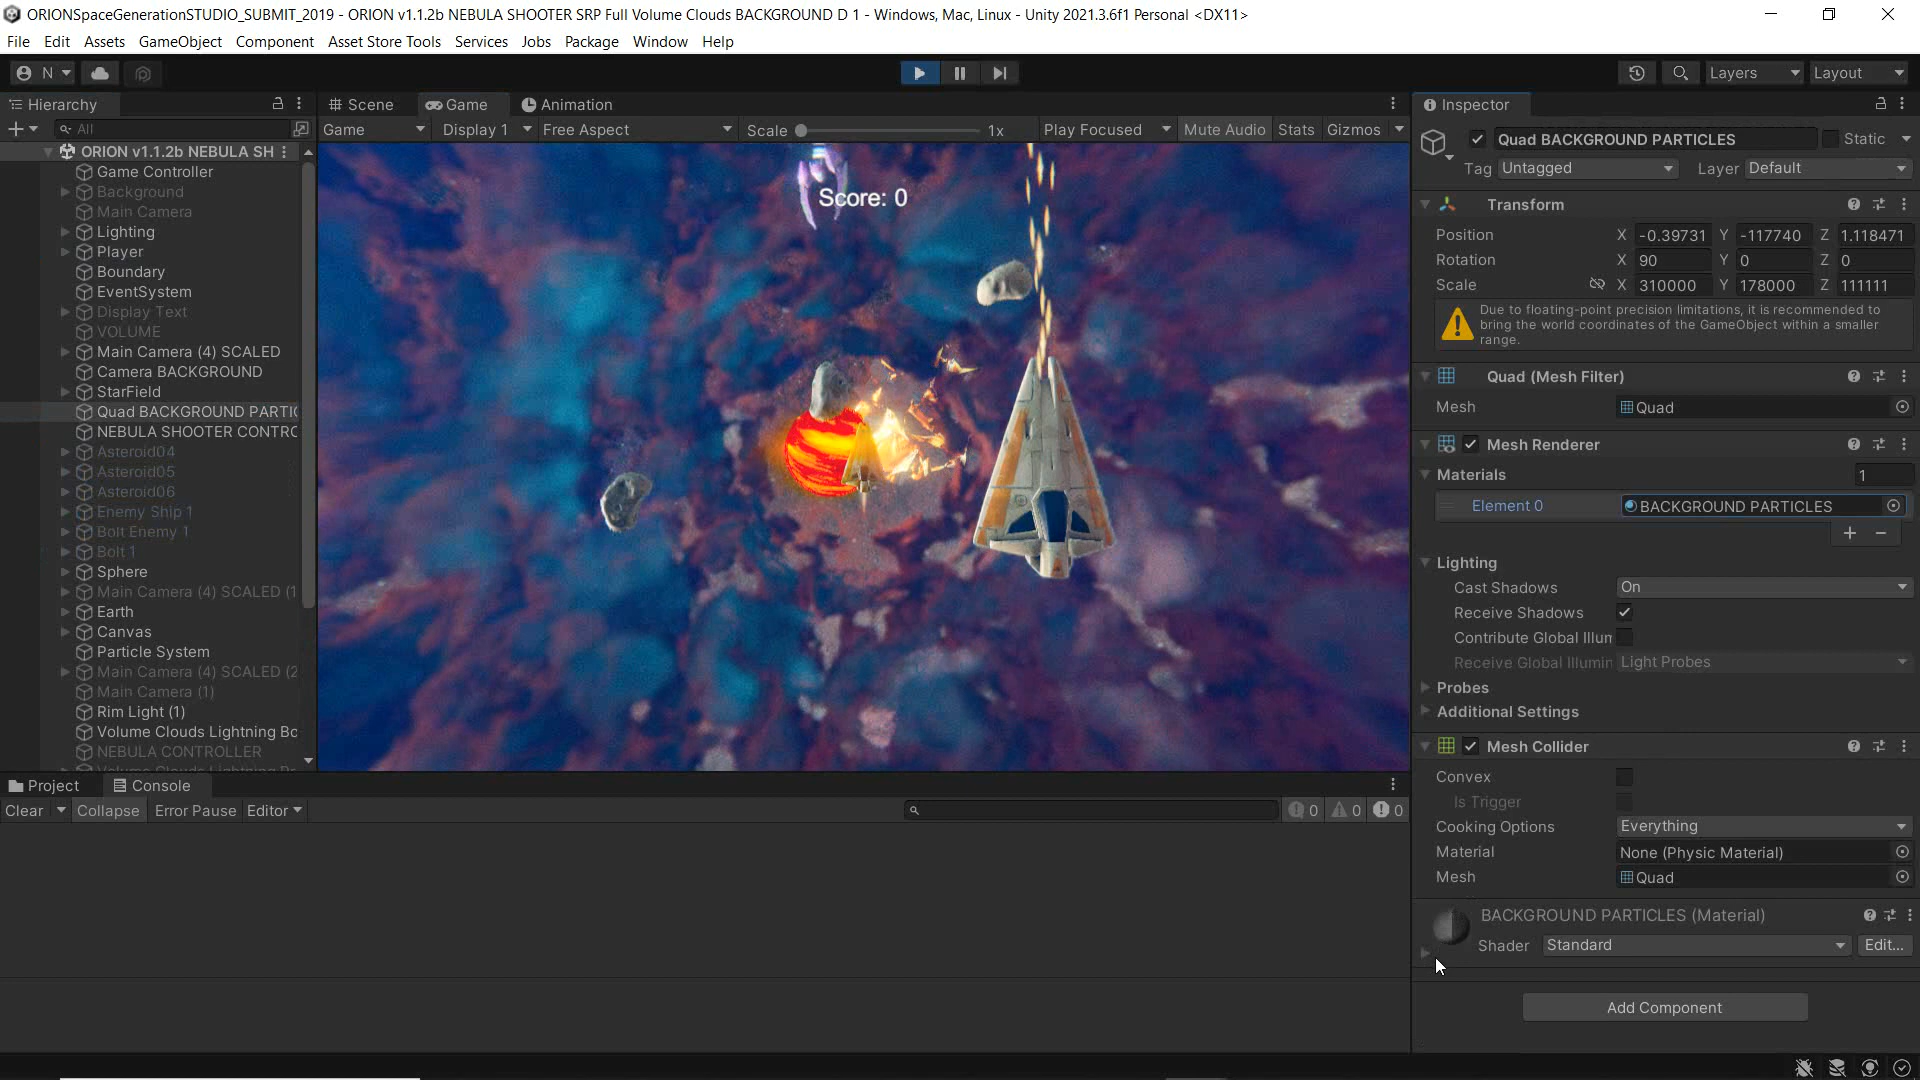 ORIONSpaceGenerationSTUDIO_SUBMIT_2019 - ORION v1.1.2b NEBULA SHOOTER SRP Full Volume Clouds BACKGROUND D 1 - Windows, Mac, Linux - Unity 2021.3.6f1 Personal <DX11>
File Edit Assets GameObject Component Asset Store Tools Services Jobs Package Window Help
N Layers Layout
Hierarchy
All
ORION v1.1.2b NEBULA SH
Game Controller
Background
Main Camera
Lighting
Player
Boundary
EventSystem
Display Text
VOLUME
Main Camera (4) SCALED
Camera BACKGROUND
StarField
Quad BACKGROUND PARTIC
NEBULA SHOOTER CONTRO
Asteroid04
Asteroid05
Asteroid06
Enemy Ship 1
Bolt Enemy 1
Bolt 1
Sphere
Main Camera (4) SCALED (1
Earth
Canvas
Particle System
Main Camera (4) SCALED (2
Main Camera (1)
Rim Light (1)
Volume Clouds Lightning Bo
NEBULA CONTROLLER
Scene Game Animation
Game Display 1 Free Aspect Scale 1x Play Focused Mute Audio Stats Gizmos
Score: 0
Project Console
Clear Collapse Error Pause Editor 0 0 0
Inspector
Quad BACKGROUND PARTICLES Static
Tag Untagged Layer Default
Transform
Position X -0.39731 Y -117740 Z 1.118471
Rotation X 90 Y 0 Z 0
Scale X 310000 Y 178000 Z 111111
Due to floating-point precision limitations, it is recommended to
bring the world coordinates of the GameObject within a smaller
range.
Quad (Mesh Filter)
Mesh Quad
Mesh Renderer
Materials 1
Element 0 BACKGROUND PARTICLES
Lighting
Cast Shadows On
Receive Shadows
Contribute Global Illum
Receive Global Illumin Light Probes
Probes
Additional Settings
Mesh Collider
Convex
Is Trigger
Cooking Options Everything
Material None (Physic Material)
Mesh Quad
BACKGROUND PARTICLES (Material)
Shader Standard Edit...
Add Component